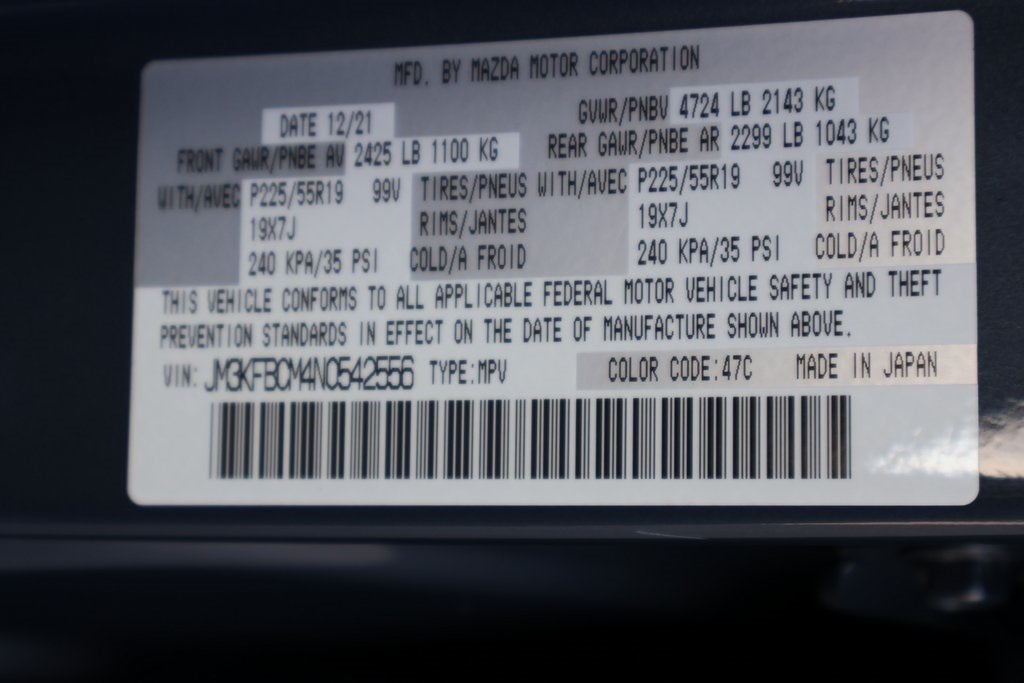 MFD. BY MAZDA MOTOR CORPORATION
DATE 12/21 GVWR/PNBV 4724 LB 2143 KG
FRONT GAWR/PNBE AV 2425 LB 1100 KG REAR GAWR/PNBE AR 2299 LB 1043 KG
WITH/AVEC P225/55R19 99V TIRES/PNEUS WITH/AVEC P225/55R19 99V TIRES/PNEUS
19X7J RIMS/JANTES 19X7J RIMS/JANTES
240 KPA/35 PSI COLD/A FROID 240 KPA/35 PSI COLD/A FROID
THIS VEHICLE CONFORMS TO ALL APPLICABLE FEDERAL MOTOR VEHICLE SAFETY AND THEFT
PREVENTION STANDARDS IN EFFECT ON THE DATE OF MANUFACTURE SHOWN ABOVE.
VIN: JM3KFBCM4N0542556 TYPE:MPV COLOR CODE:47C MADE IN JAPAN